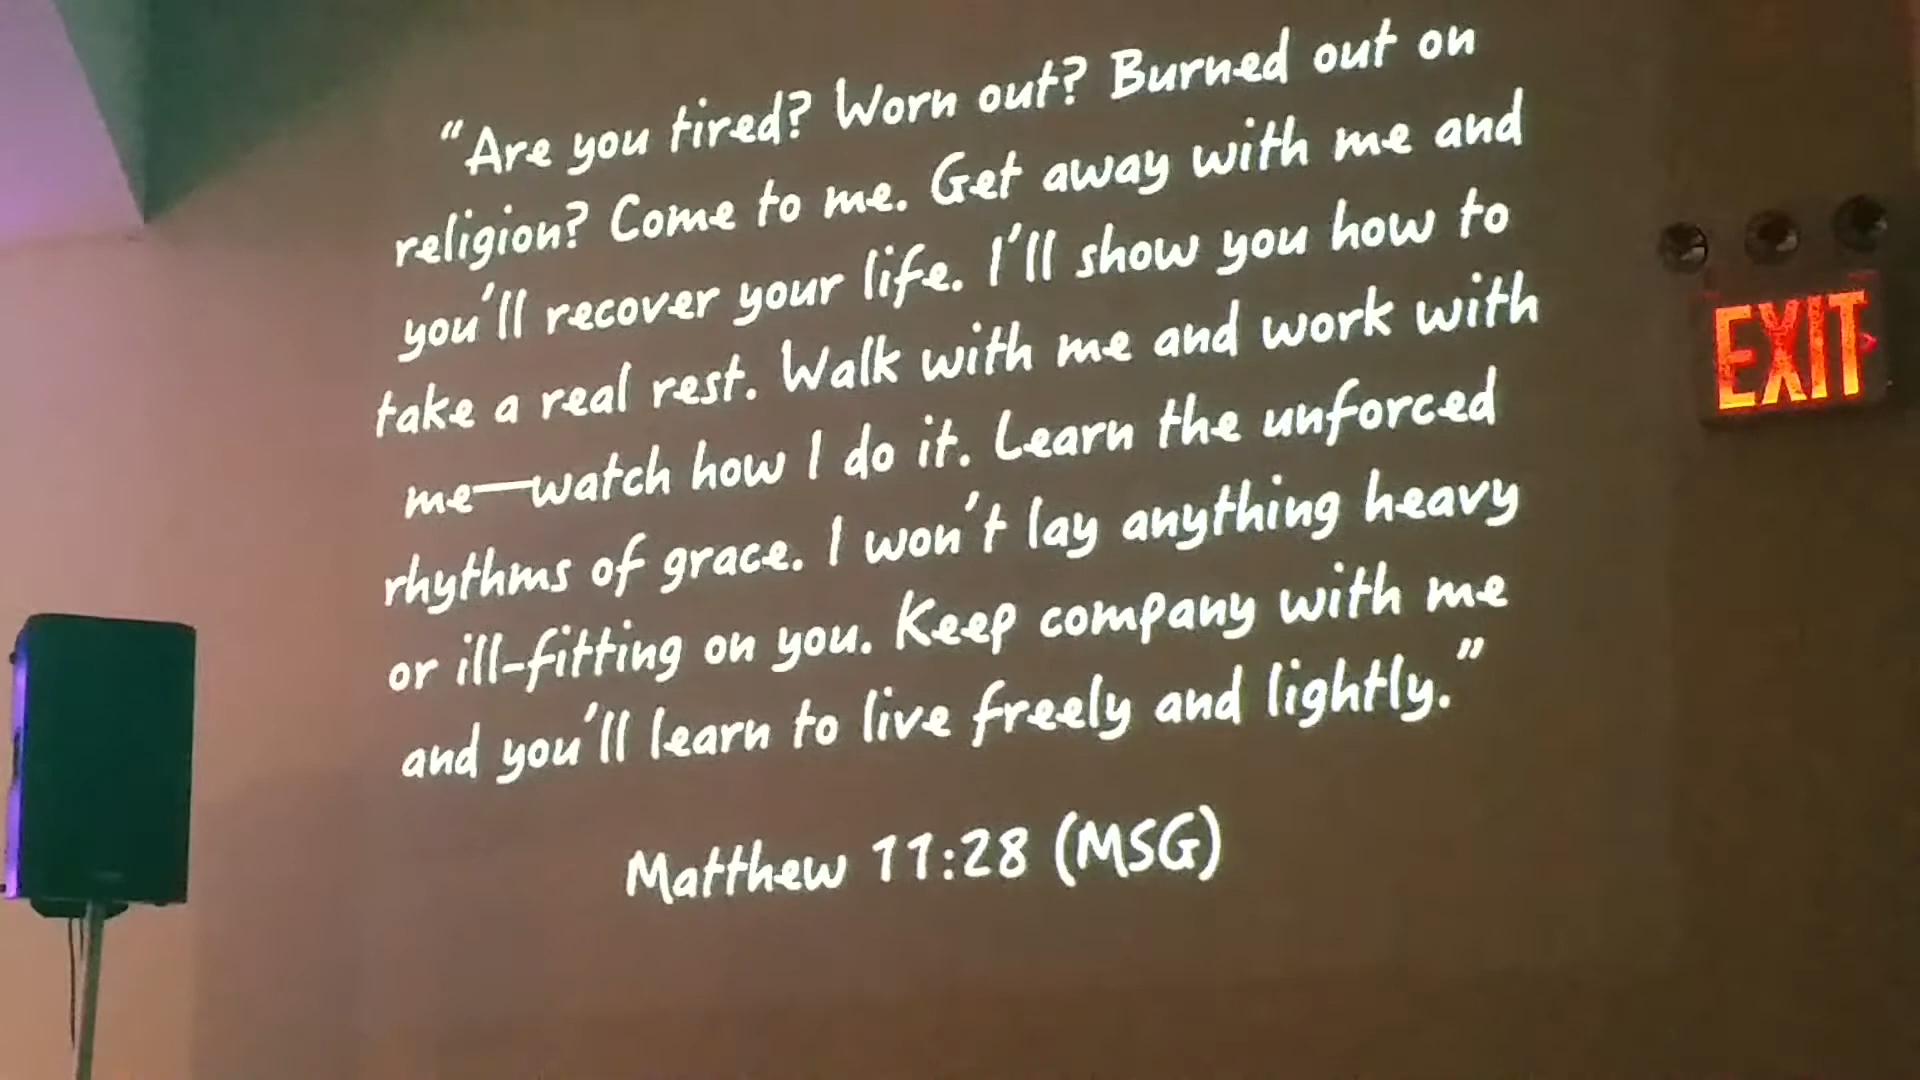 “Are you tired? Worn out? Burned out on
religion? Come to me. Get away with me and
you’ll recover your life. I’ll show you how to
take a real rest. Walk with me and work with
me—watch how I do it. Learn the unforced
rhythms of grace. I won’t lay anything heavy
or ill-fitting on you. Keep company with me
and you’ll learn to live freely and lightly.”
Matthew 11:28 (MSG)
EXIT